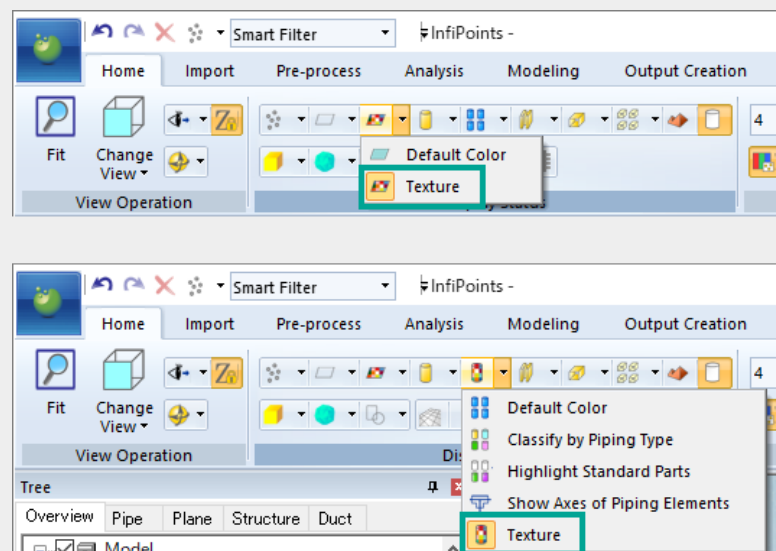 Smart Filter InfiPoints -
Home Import Pre-process Analysis Modeling Output Creation
4
Fit Change View
Default Color
Texture
View Operation
Smart Filter InfiPoints -
Home Import Pre-process Analysis Modeling Output Creation
4
Fit Change View
Default Color
Classify by Piping Type
Highlight Standard Parts
Show Axes of Piping Elements
Texture
View Operation
Tree
Overview Pipe Plane Structure Duct
Model